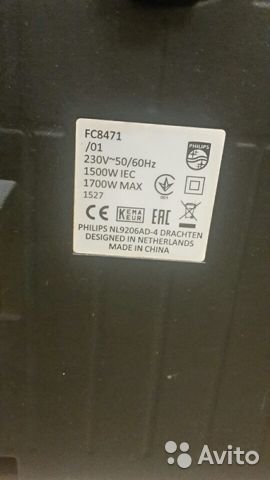 FC8471
/01
230V~50/60Hz
1500W IEC
1700W MAX
1527
PHILIPS
001
CE KEMA EUR EAC
PHILIPS NL9206AD-4 DRACHTEN
DESIGNED IN NETHERLANDS
MADE IN CHINA
Avito